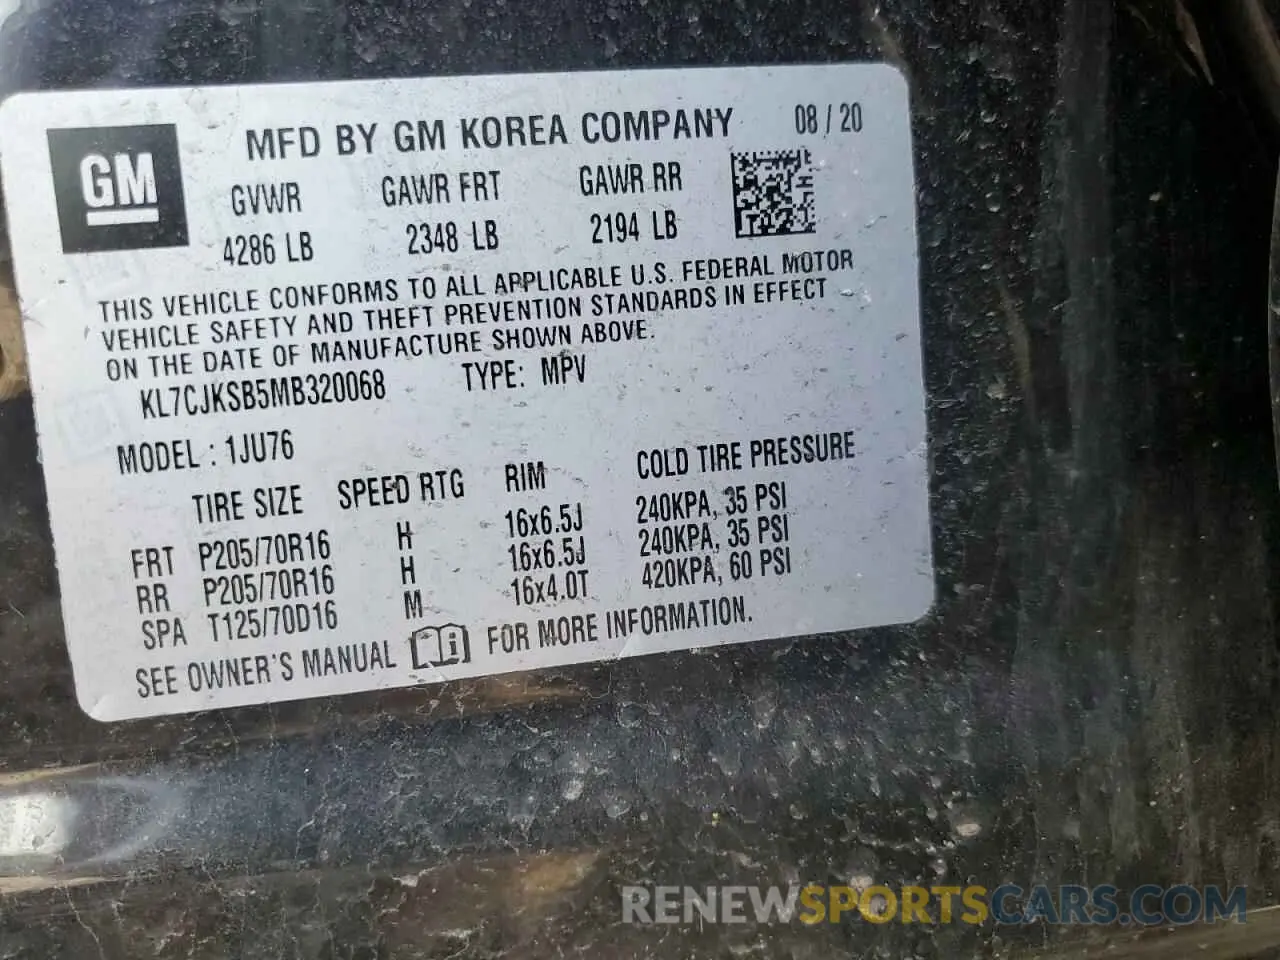 GM
MFD BY GM KOREA COMPANY 08 / 20
GVWR GAWR FRT GAWR RR
4286 LB 2348 LB 2194 LB
THIS VEHICLE CONFORMS TO ALL APPLICABLE U.S. FEDERAL MOTOR
VEHICLE SAFETY AND THEFT PREVENTION STANDARDS IN EFFECT
ON THE DATE OF MANUFACTURE SHOWN ABOVE.
KL7CJKSB5MB320068 TYPE: MPV
MODEL : 1JU76
TIRE SIZE SPEED RTG RIM COLD TIRE PRESSURE
FRT P205/70R16 H 16x6.5J 240KPA, 35 PSI
RR P205/70R16 H 16x6.5J 240KPA, 35 PSI
SPA T125/70D16 M 16x4.0T 420KPA, 60 PSI
SEE OWNER'S MANUAL FOR MORE INFORMATION.
RENEWSPORTSCARS.COM